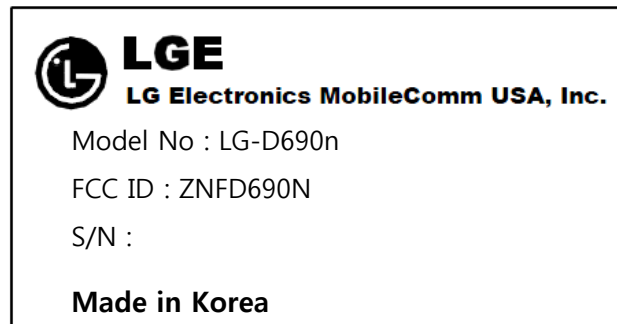 LGE
LG Electronics MobileComm USA, Inc.
Model No : LG-D690n
FCC ID : ZNFD690N
S/N :
Made in Korea